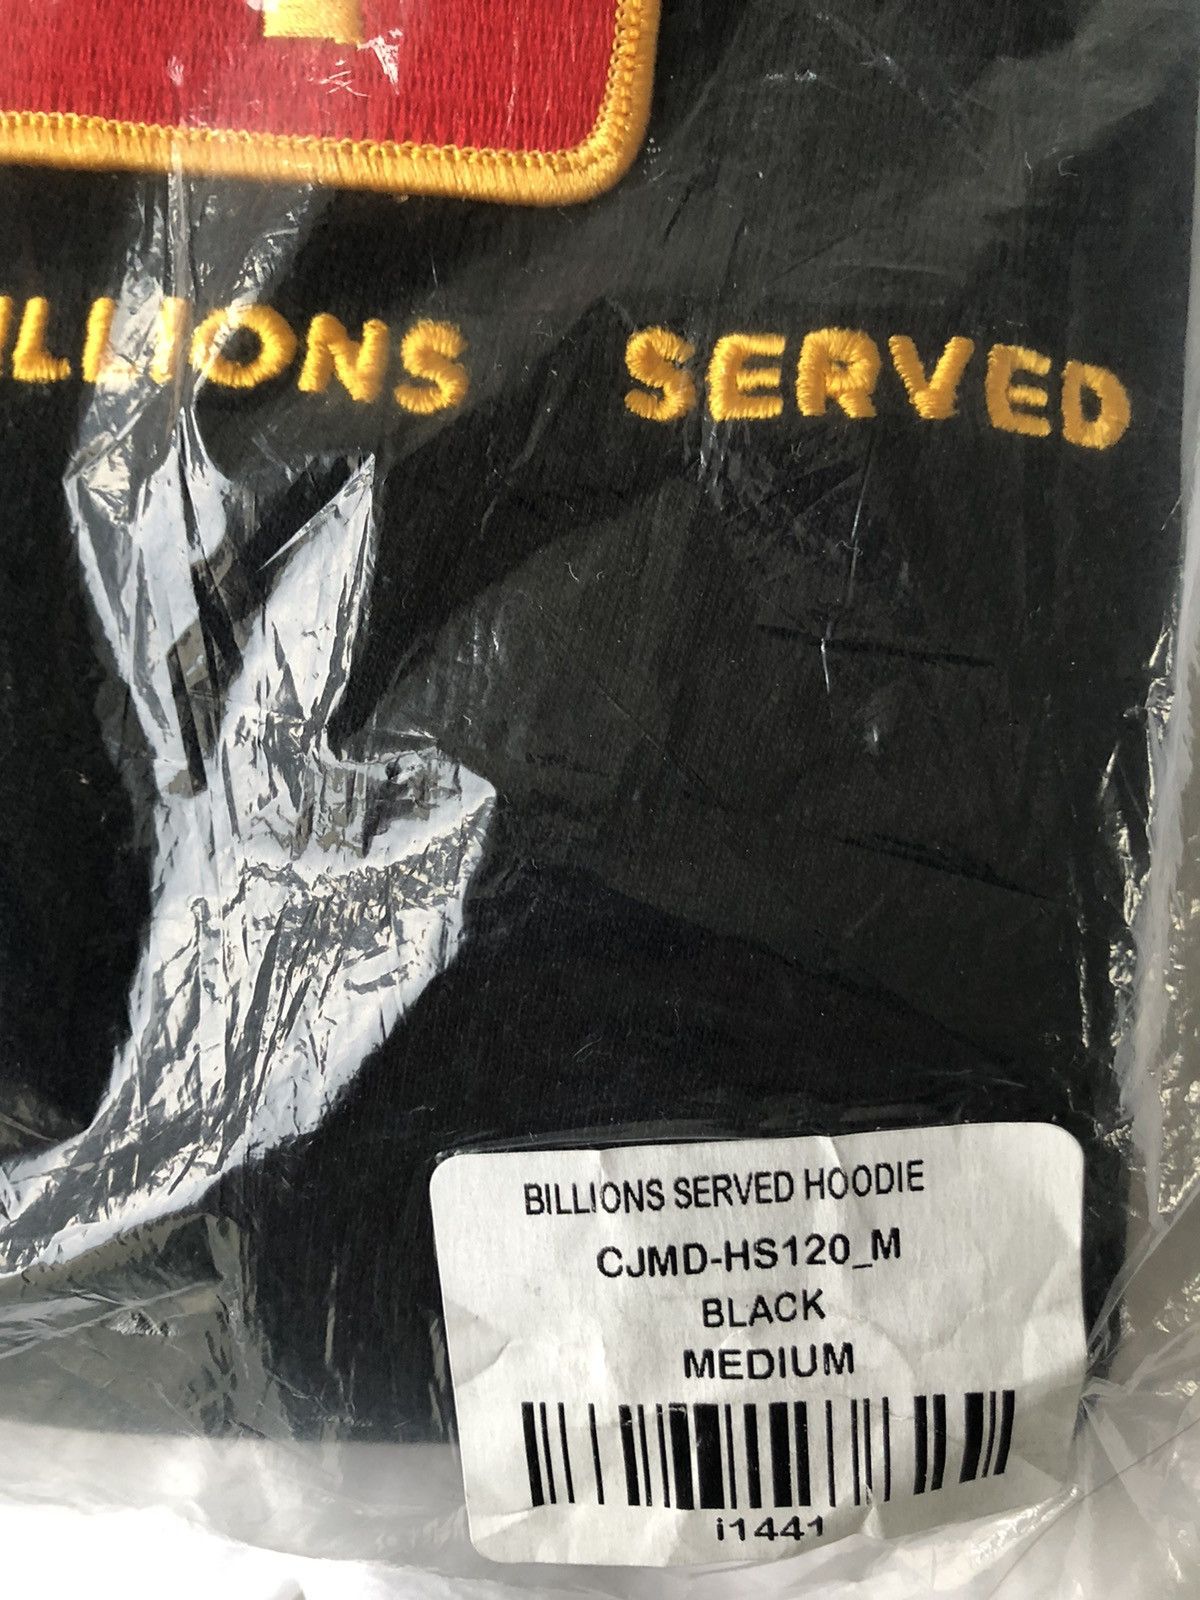 ILLIONS SERVED
BILLIONS SERVED HOODIE
CJMD-HS120_M
BLACK
MEDIUM
i1441